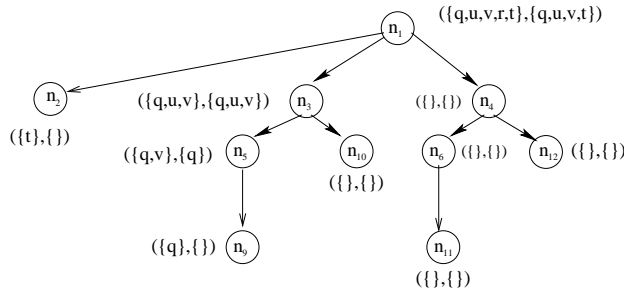 ({q,u,v,r,t},{q,u,v,t})
n1
n2
({q,u,v},{q,u,v})
n3
({},{})
n4
({t},{})
({q,v},{q})
n5
n10
n6
({},{})
n12
({},{})
({},{})
({q},{})
n9
n11
({},{})